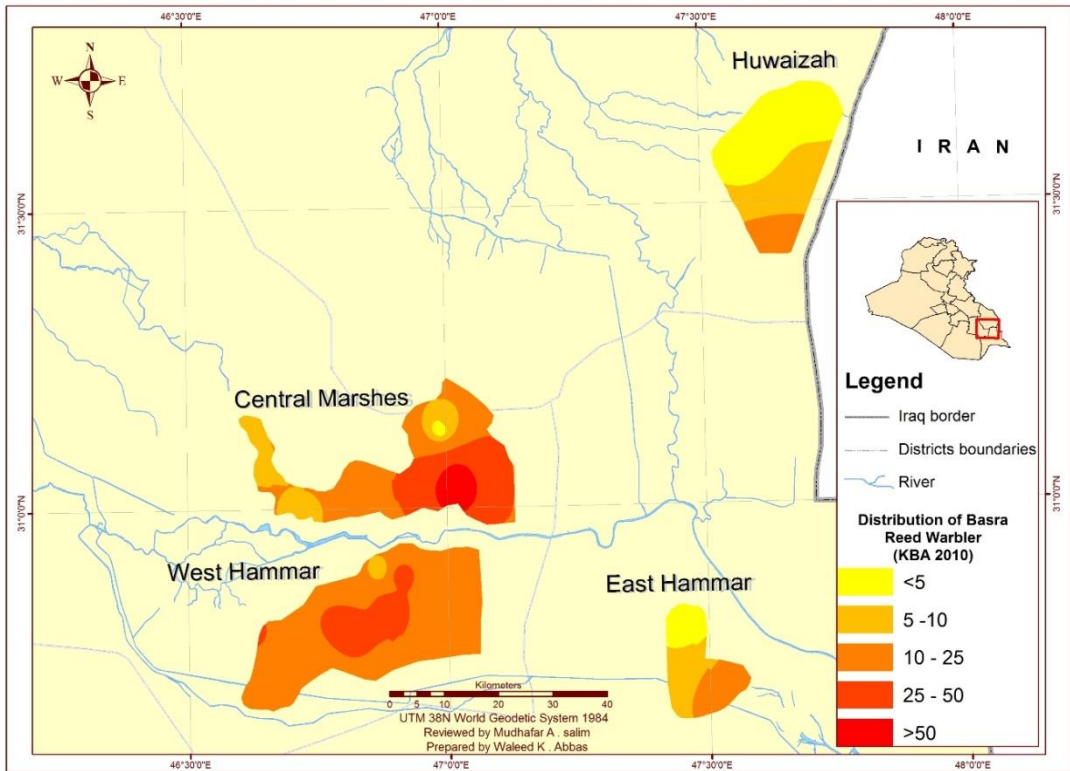 46°30'0"E
47°0'0"E
47°30'0"E
48°0'0"E
N
W E
S
Huwaizah
I R A N
31°30'0"N
31°30'0"N
Central Marshes
Legend
Iraq border
Districts boundaries
River
31°0'0"N
31°0'0"N
Distribution of Basra
Reed Warbler
(KBA 2010)
<5
5 -10
10 - 25
25 - 50
>50
West Hammar
East Hammar
Kilometers
0 5 10 20 30 40
UTM 38N World Geodetic System 1984
Reviewed by Mudhafar A . salim
Prepared by Waleed K . Abbas
46°30'0"E
47°0'0"E
47°30'0"E
48°0'0"E